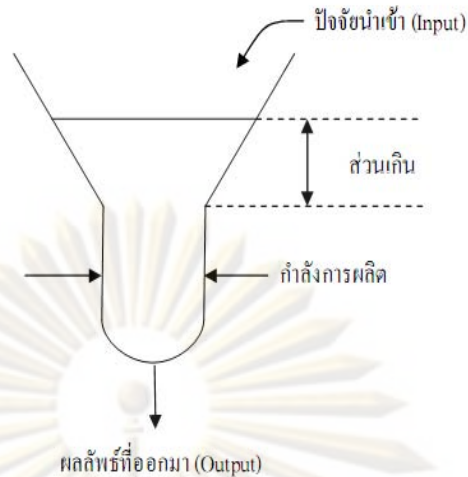 ปัจจัยนำเข้า (Input)
ส่วนเกิน
กำลังการผลิต
ผลลัพธ์ที่ออกมา (Output)